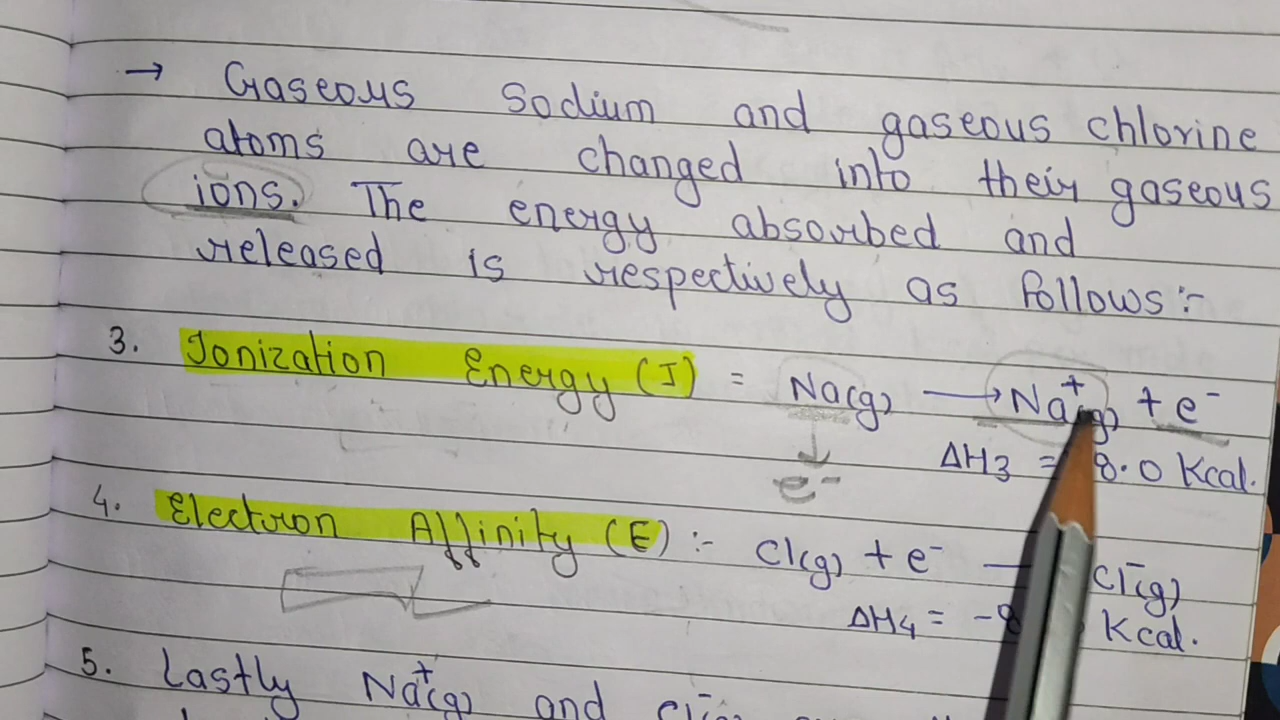 → Gaseous sodium and gaseous chlorine
atoms are changed into their gaseous
ions. The energy absorbed and
released is respectively as follows:-
3. Ionization Energy (I) = Na(g) → Na⁺(g) + e⁻
e⁻
ΔH3 = 8.0 Kcal.
4. Electron Affinity (E) :- Cl(g) + e⁻ — Cl⁻(g)
ΔH4 = -8 Kcal.
5. Lastly Na⁺(g) and Cl⁻(g)